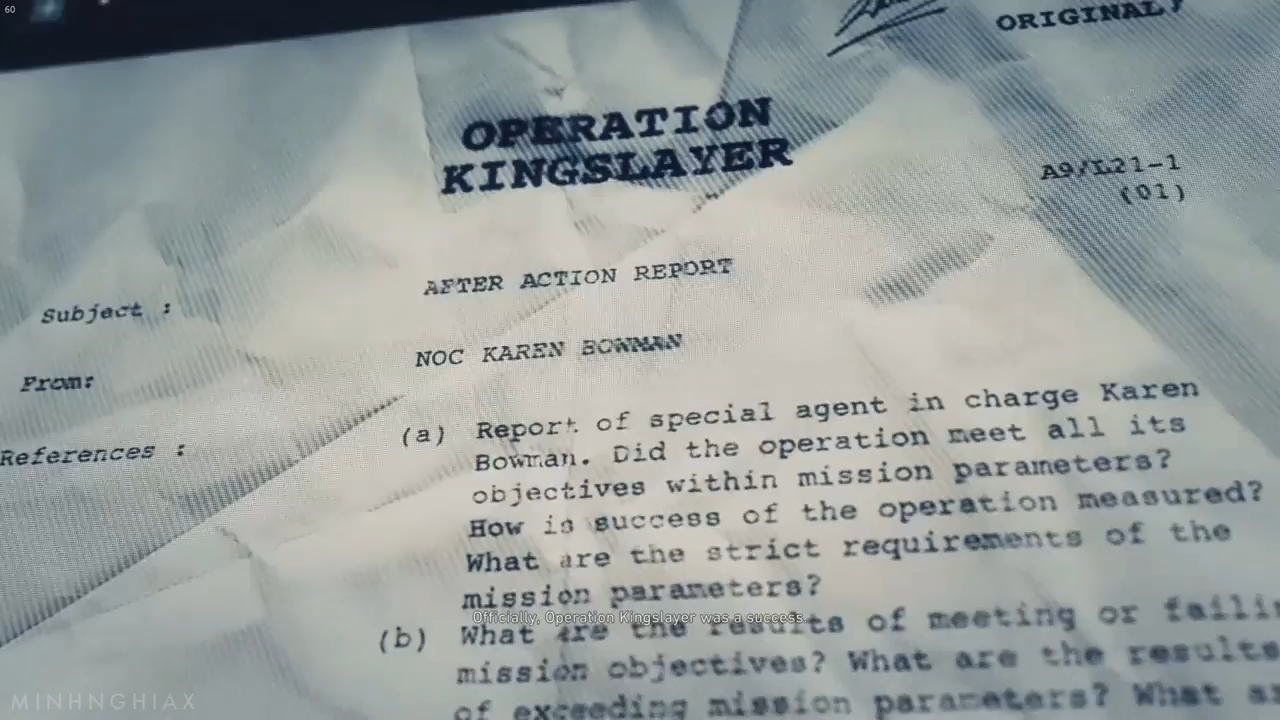 60
ORIGINAL
OPERATION
KINGSLAYER
A9/L21-1
(01)
Subject : AFTER ACTION REPORT
From: NOC KAREN BOWMAN
References : (a) Report of special agent in charge Karen
Bowman. Did the operation meet all its
objectives within mission parameters?
How is success of the operation measured?
What are the strict requirements of the
mission parameters?
Officially, Operation Kingslayer was a success.
(b) What are the results of meeting or faili
mission objectives? What are the results
of exceeding mission parameters? What a
MINHNGHIAX